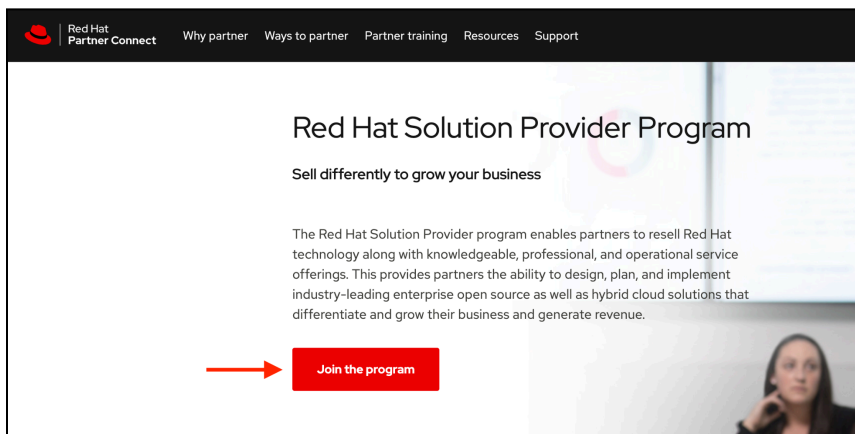 Red Hat
Partner Connect
Why partner Ways to partner Partner training Resources Support
Red Hat Solution Provider Program
Sell differently to grow your business
The Red Hat Solution Provider program enables partners to resell Red Hat
technology along with knowledgeable, professional, and operational service
offerings. This provides partners the ability to design, plan, and implement
industry-leading enterprise open source as well as hybrid cloud solutions that
differentiate and grow their business and generate revenue.
Join the program